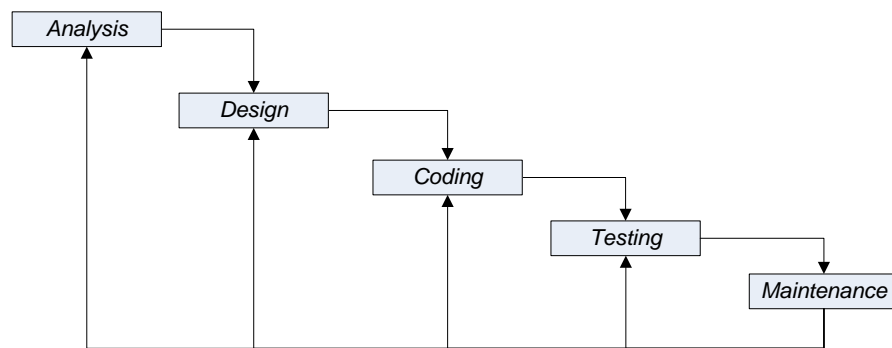 Analysis
Design
Coding
Testing
Maintenance